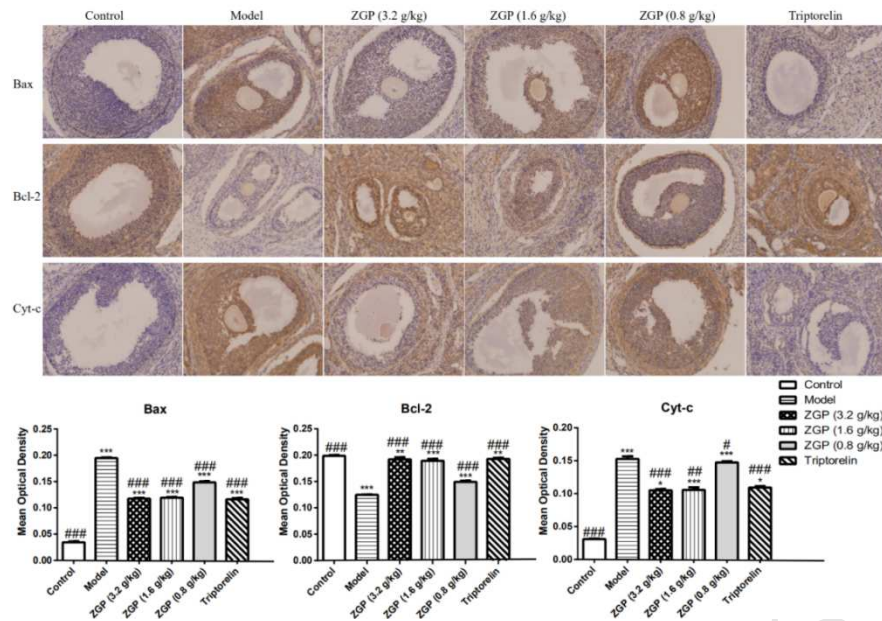 Control Model ZGP (3.2 g/kg) ZGP (1.6 g/kg) ZGP (0.8 g/kg) Triptorelin
Bax
Bcl-2
Cyt-c
Control
Model
ZGP (3.2 g/kg)
ZGP (1.6 g/kg)
ZGP (0.8 g/kg)
Triptorelin
Bax
Mean Optical Density
0.25
0.20
0.15
0.10
0.05
0.00
###
***
###
***
###
***
###
***
###
***
Control
Model
ZGP (3.2 g/kg)
ZGP (1.6 g/kg)
ZGP (0.8 g/kg)
Triptorelin
Bcl-2
Mean Optical Density
0.25
0.20
0.15
0.10
0.05
0.00
###
***
###
**
###
***
###
***
###
**
Control
Model
ZGP (3.2 g/kg)
ZGP (1.6 g/kg)
ZGP (0.8 g/kg)
Triptorelin
Cyt-c
Mean Optical Density
0.20
0.15
0.10
0.05
0.00
###
***
###
*
##
***
#
***
###
*
Control
Model
ZGP (3.2 g/kg)
ZGP (1.6 g/kg)
ZGP (0.8 g/kg)
Triptorelin